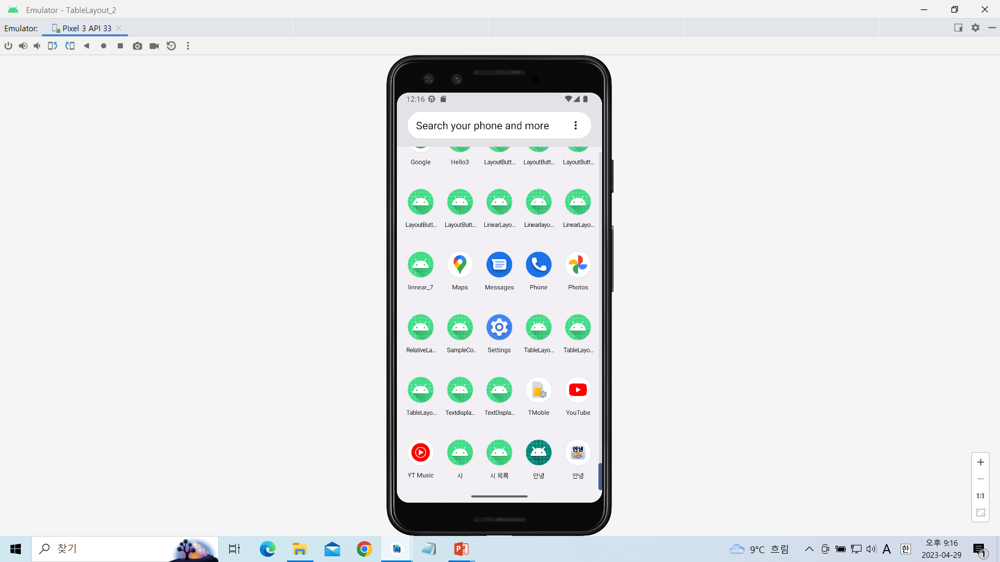 Emulator - TableLayout_2
Emulator:
Pixel 3 API 33
12:16
Search your phone and more
Google
Hello3
LayoutButt...
LayoutButt...
LayoutButt...
LayoutButt...
LayoutButt...
LinearLayo...
Linearlayo...
LinearLayo...
linnear_7
Maps
Messages
Phone
Photos
RelativeLa...
SampleCo..
Settings
TableLayo...
TableLayo...
TableLayo...
Textdispla...
TextDispla...
TMoble
YouTube
안녕
YT Music
시
시 목록
안녕
안녕
1:1
찾기
9°C 흐림
A
한
오후 9:16
2023-04-29
1